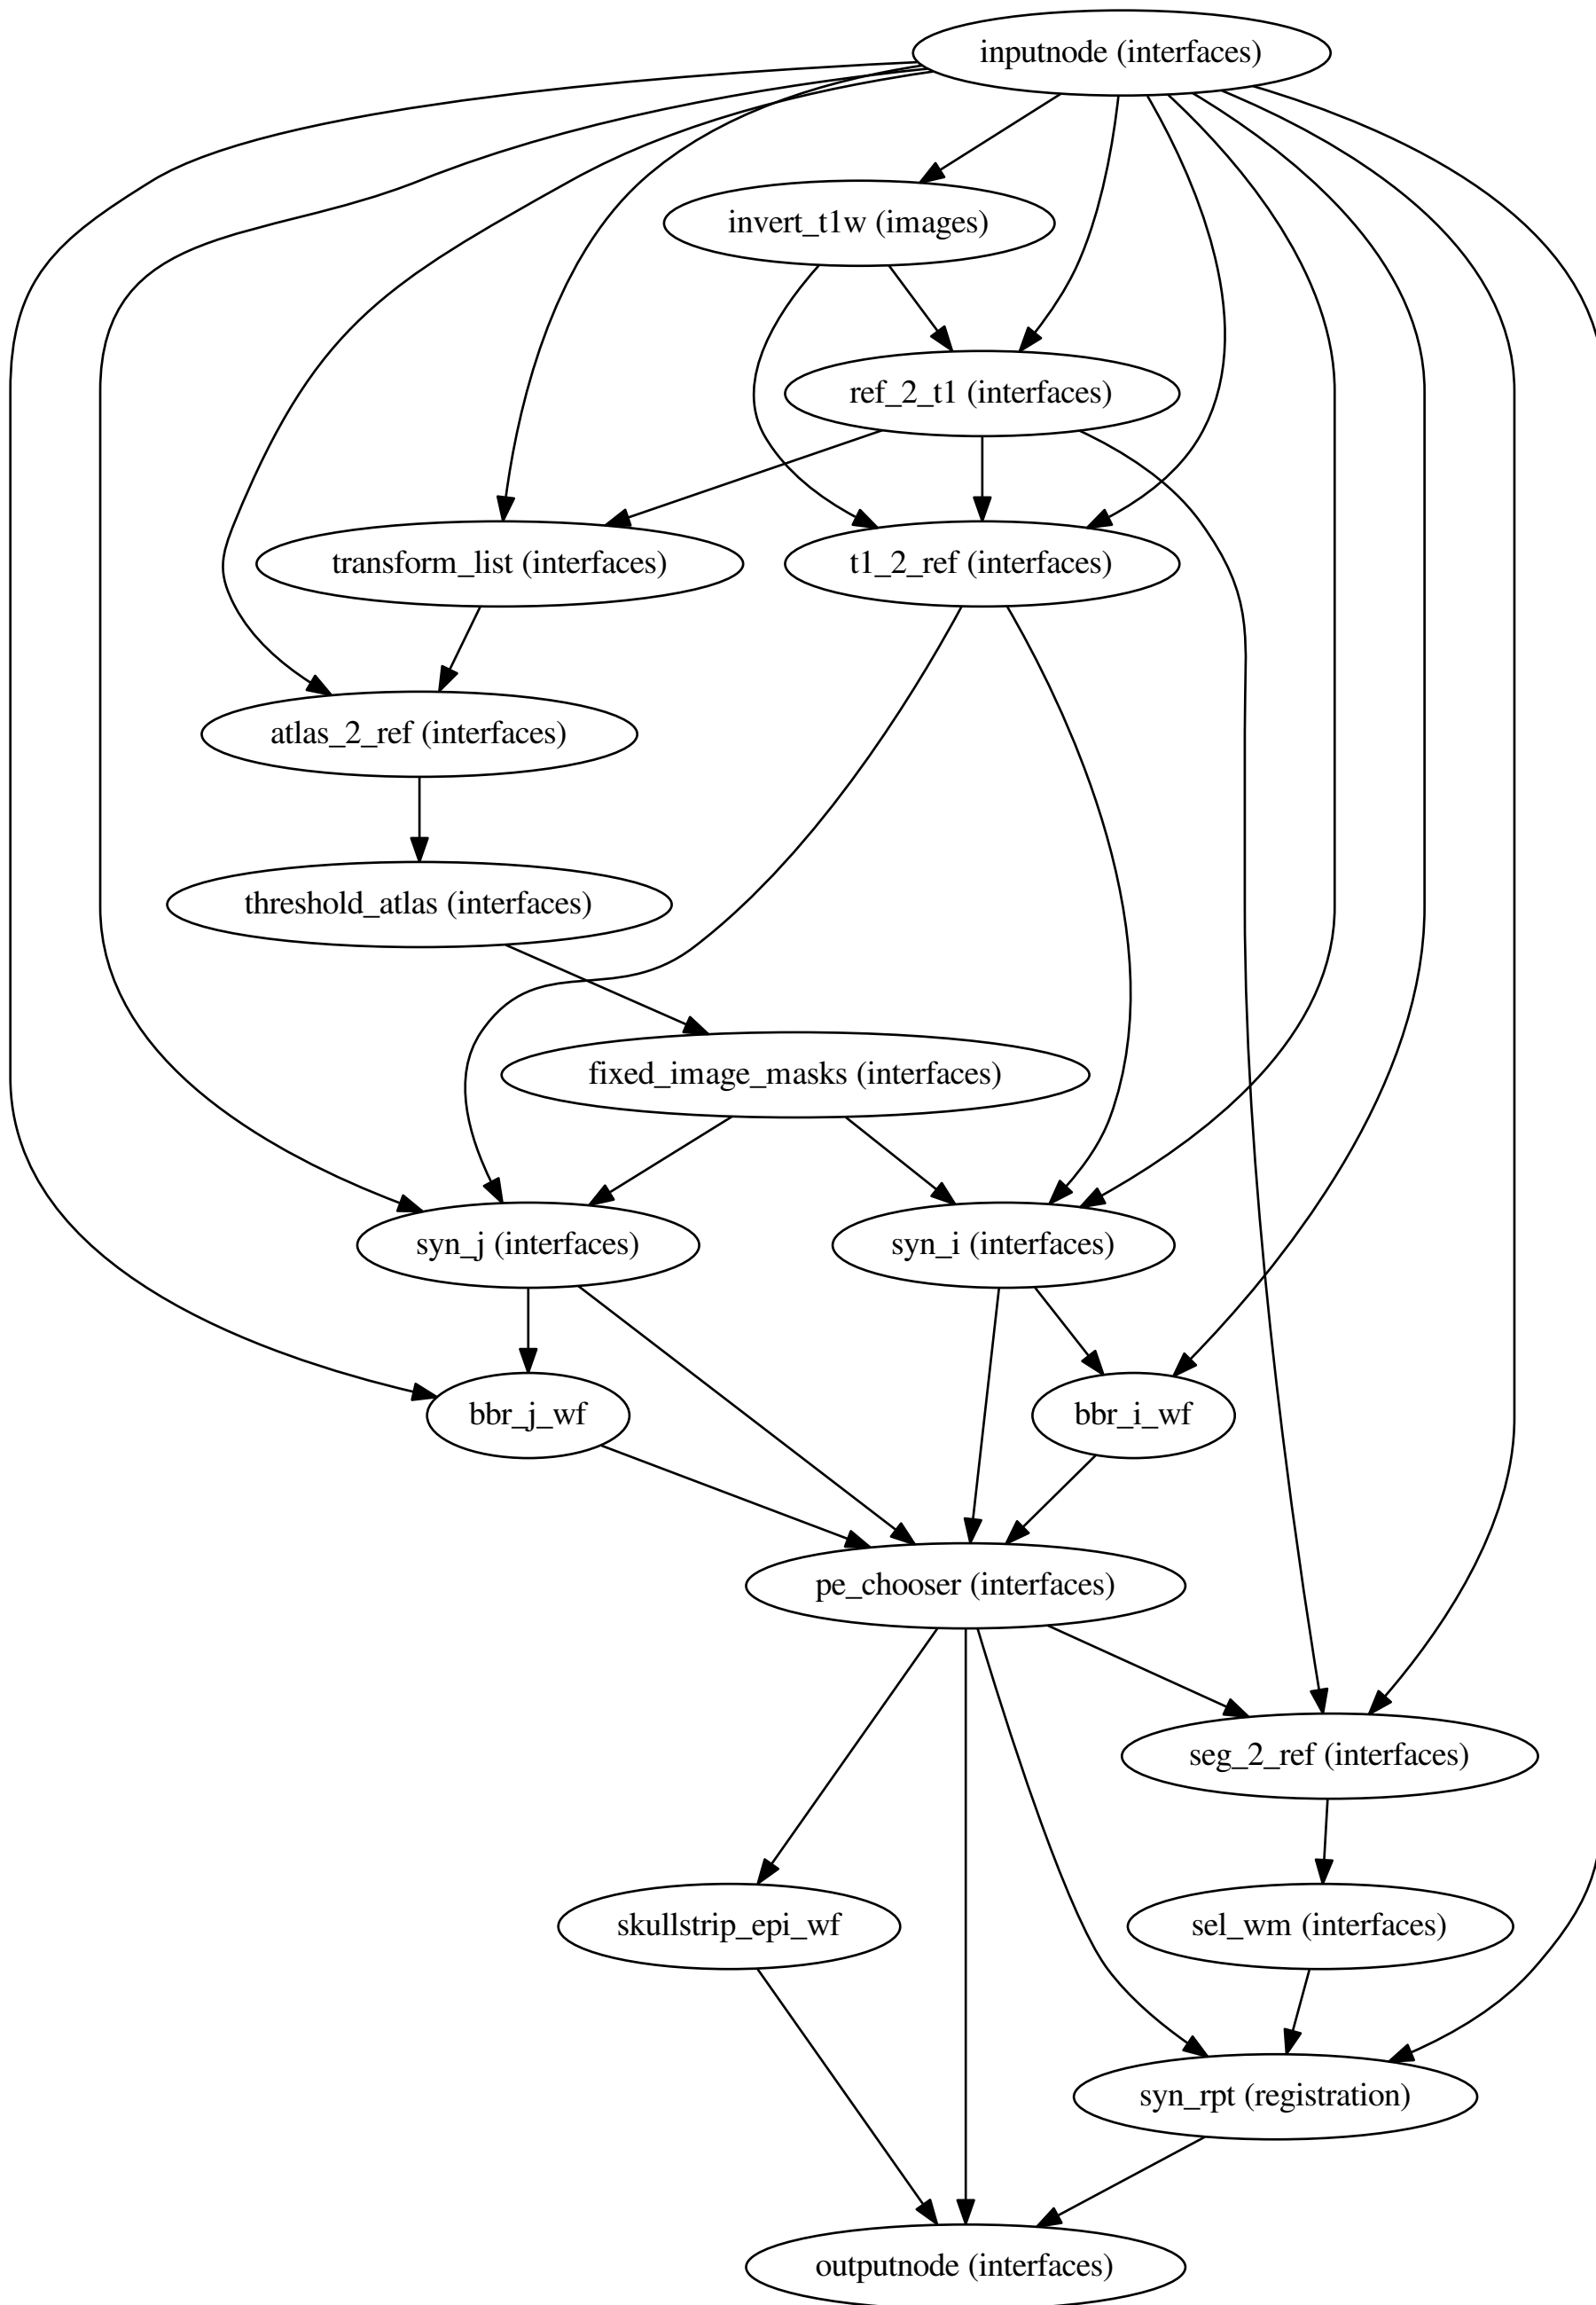 inputnode (interfaces)
invert_t1w (images)
ref_2_t1 (interfaces)
transform_list (interfaces)
t1_2_ref (interfaces)
atlas_2_ref (interfaces)
threshold_atlas (interfaces)
fixed_image_masks (interfaces)
syn_j (interfaces)
syn_i (interfaces)
bbr_j_wf
bbr_i_wf
pe_chooser (interfaces)
seg_2_ref (interfaces)
skullstrip_epi_wf
sel_wm (interfaces)
syn_rpt (registration)
outputnode (interfaces)